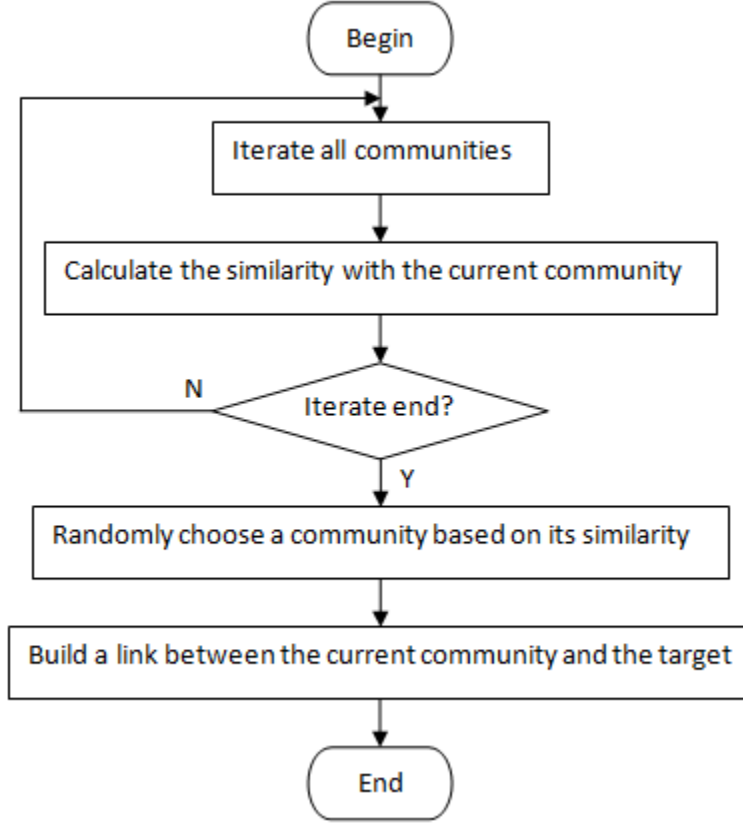 Begin
Iterate all communities
Calculate the similarity with the current community
Iterate end?
N
Y
Randomly choose a community based on its similarity
Build a link between the current community and the target
End